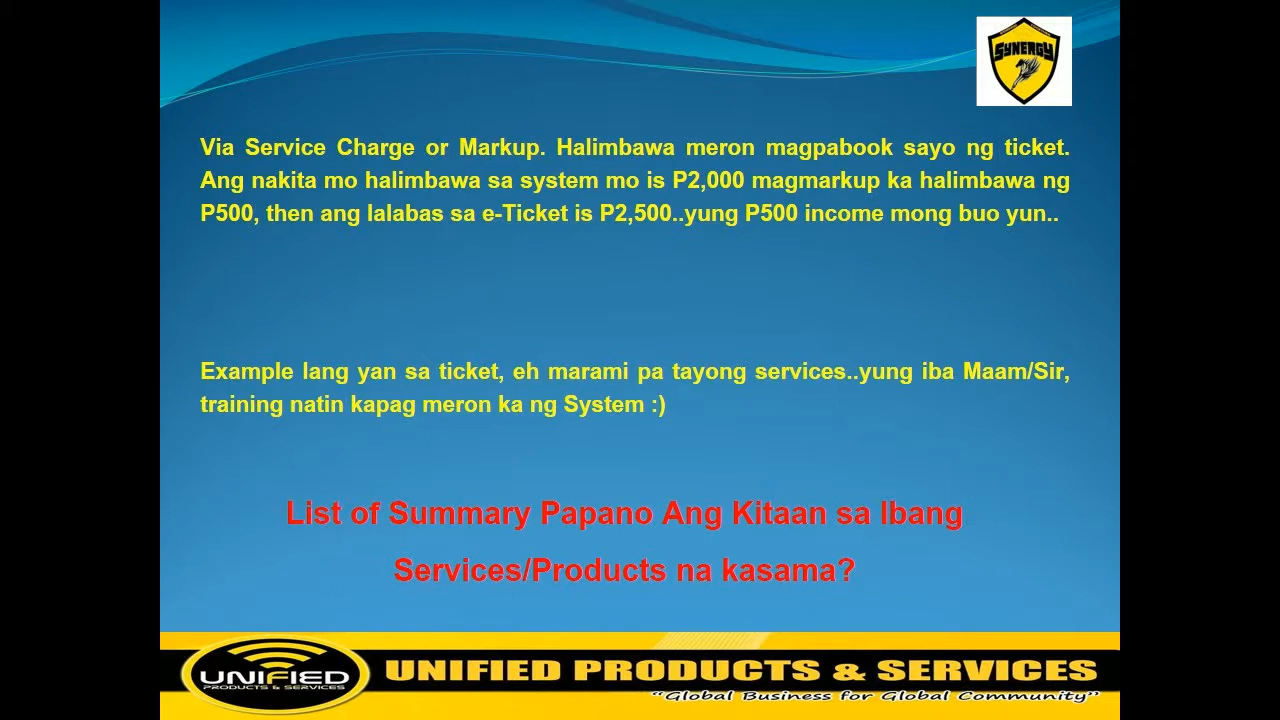 SYNERGY
Via Service Charge or Markup. Halimbawa meron magpabook sayo ng ticket.
Ang nakita mo halimbawa sa system mo is P2,000 magmarkup ka halimbawa ng
P500, then ang lalabas sa e-Ticket is P2,500..yung P500 income mong buo yun..
Example lang yan sa ticket, eh marami pa tayong services..yung iba Maam/Sir,
training natin kapag meron ka ng System :)
List of Summary Papano Ang Kitaan sa Ibang
Services/Products na kasama?
UNIFIED
PRODUCTS & SERVICES
UNIFIED PRODUCTS & SERVICES
"Global Business for Global Community"